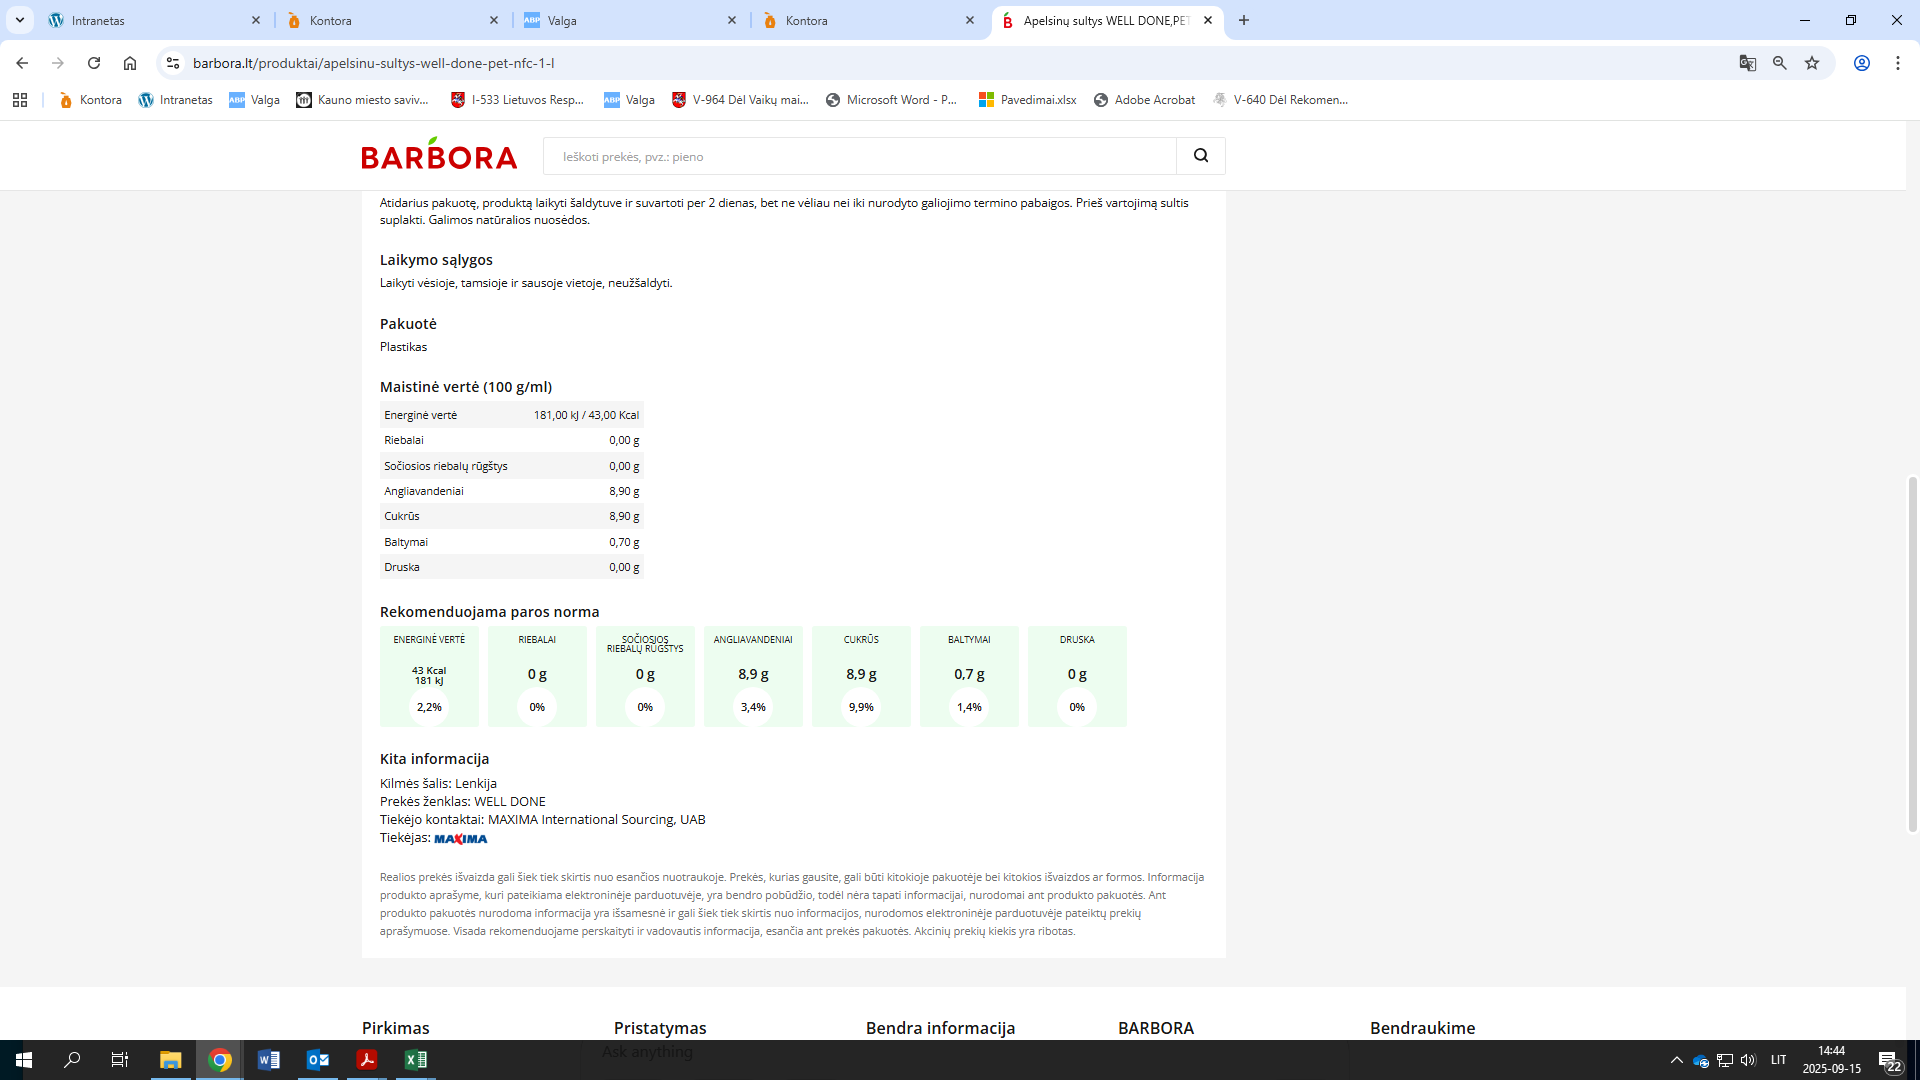 Intranetas
Kontora
Valga
Kontora
Apelsinų sultys WELL DONE,PET
barbora.lt/produktai/apelsinu-sultys-well-done-pet-nfc-1-l
Kontora
Intranetas
Valga
Kauno miesto saviv...
I-533 Lietuvos Resp...
Valga
V-964 Dėl Vaikų mai...
Microsoft Word - P...
Pavedimai.xlsx
Adobe Acrobat
V-640 Dėl Rekomen...
BARBORA
Ieškoti prekės, pvz.: pieno
Atidarius pakuotę, produktą laikyti šaldytuve ir suvartoti per 2 dienas, bet ne vėliau nei iki nurodyto galiojimo termino pabaigos. Prieš vartojimą sultis
suplakti. Galimos natūralios nuosėdos.
Laikymo sąlygos
Laikyti vėsioje, tamsioje ir sausoje vietoje, neužšaldyti.
Pakuotė
Plastikas
Maistinė vertė (100 g/ml)
Energinė vertė 181,00 kJ / 43,00 Kcal
Riebalai 0,00 g
Sočiosios riebalų rūgštys 0,00 g
Angliavandeniai 8,90 g
Cukrūs 8,90 g
Baltymai 0,70 g
Druska 0,00 g
Rekomenduojama paros norma
ENERGINĖ VERTĖ
43 Kcal
181 kJ
2,2%
RIEBALAI
0 g
0%
SOČIOSIOS
RIEBALŲ RŪGŠTYS
0 g
0%
ANGLIAVANDENIAI
8,9 g
3,4%
CUKRŪS
8,9 g
9,9%
BALTYMAI
0,7 g
1,4%
DRUSKA
0 g
0%
Kita informacija
Kilmės šalis: Lenkija
Prekės ženklas: WELL DONE
Tiekėjo kontaktai: MAXIMA International Sourcing, UAB
Tiekėjas: MAXIMA
Realios prekės išvaizda gali šiek tiek skirtis nuo esančios nuotraukoje. Prekės, kurias gausite, gali būti kitokioje pakuotėje bei kitokios išvaizdos ar formos. Informacija
produkto aprašyme, kuri pateikiama elektroninėje parduotuvėje, yra bendro pobūdžio, todėl nėra tapati informacijai, nurodomai ant produkto pakuotės. Ant
produkto pakuotės nurodoma informacija yra išsamesnė ir gali šiek tiek skirtis nuo informacijos, nurodomos elektroninėje parduotuvėje pateiktų prekių
aprašymuose. Visada rekomenduojame perskaityti ir vadovautis informacija, esančia ant prekės pakuotės. Akcinių prekių kiekis yra ribotas.
Pirkimas
Pristatymas
Bendra informacija
BARBORA
Bendraukime
Ask anything
LIT
14:44
2025-09-15
22